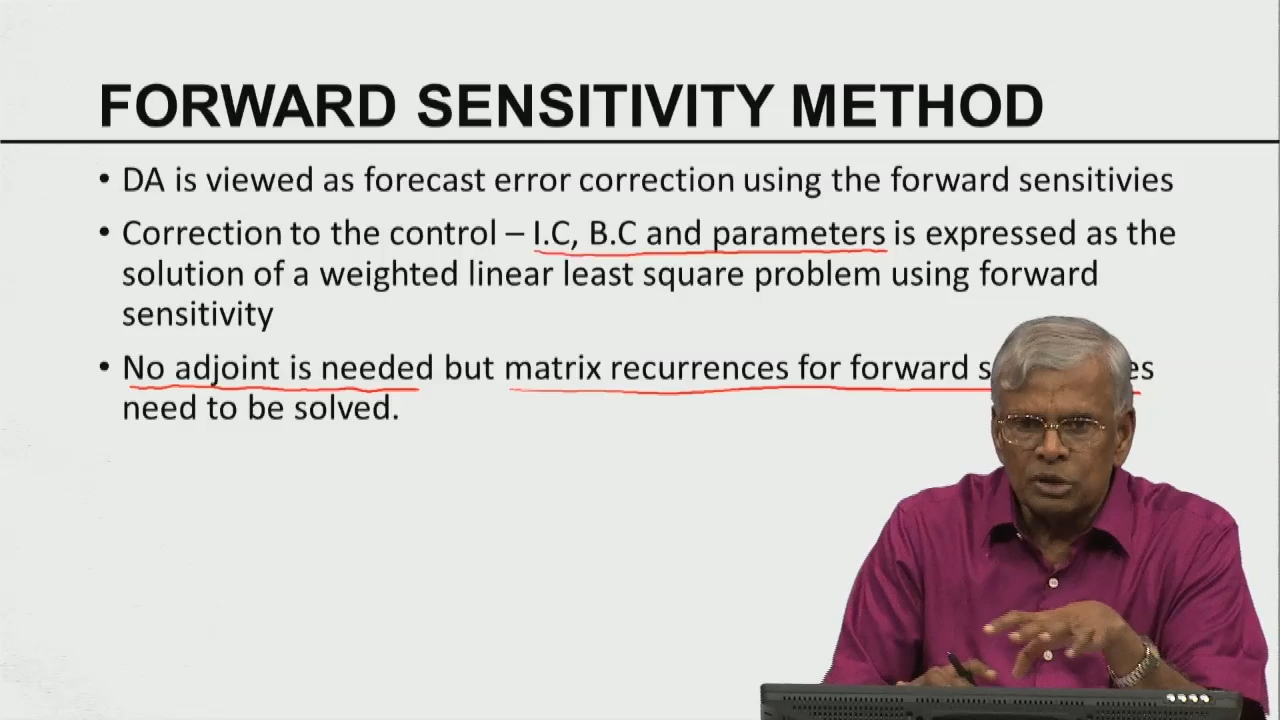 FORWARD SENSITIVITY METHOD
• DA is viewed as forecast error correction using the forward sensitivies
• Correction to the control – I.C, B.C and parameters is expressed as the
solution of a weighted linear least square problem using forward
sensitivity
• No adjoint is needed but matrix recurrences for forward
need to be solved.